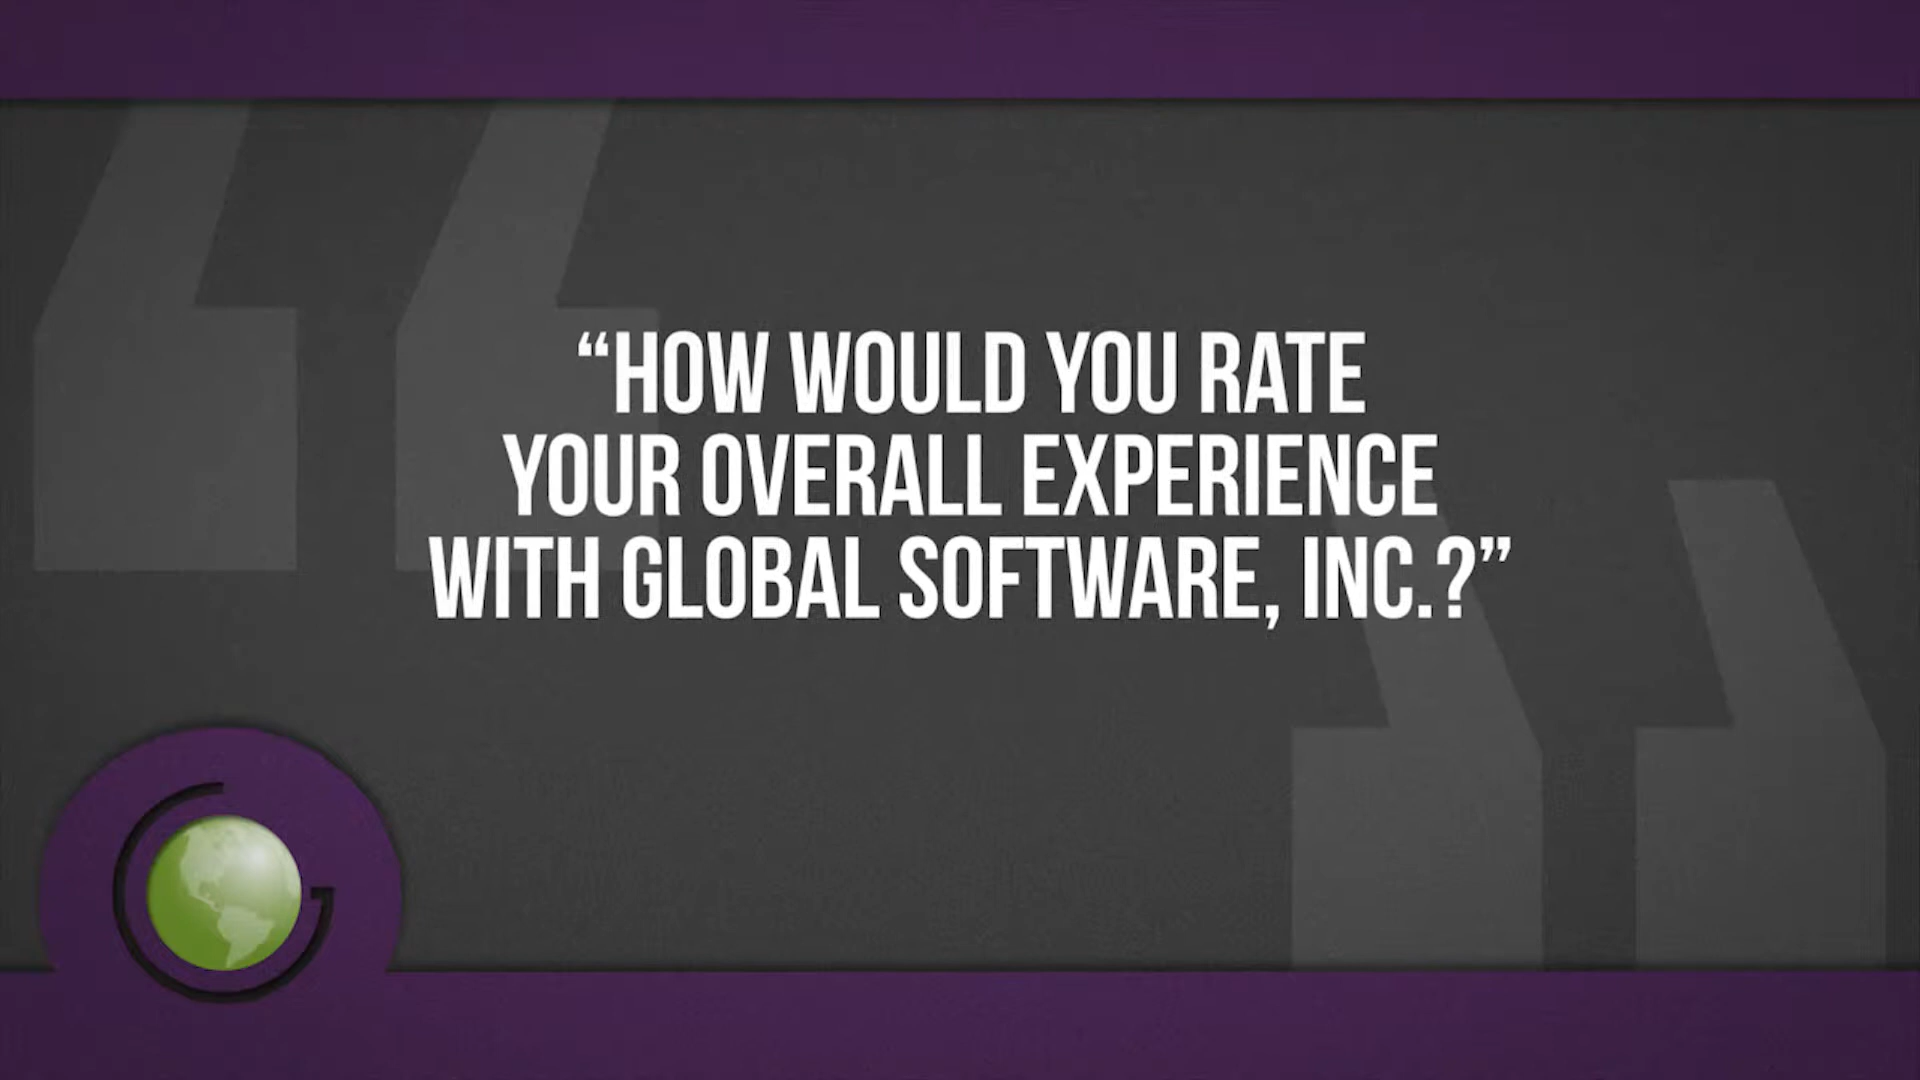 “HOW WOULD YOU RATE
YOUR OVERALL EXPERIENCE
WITH GLOBAL SOFTWARE, INC.?”